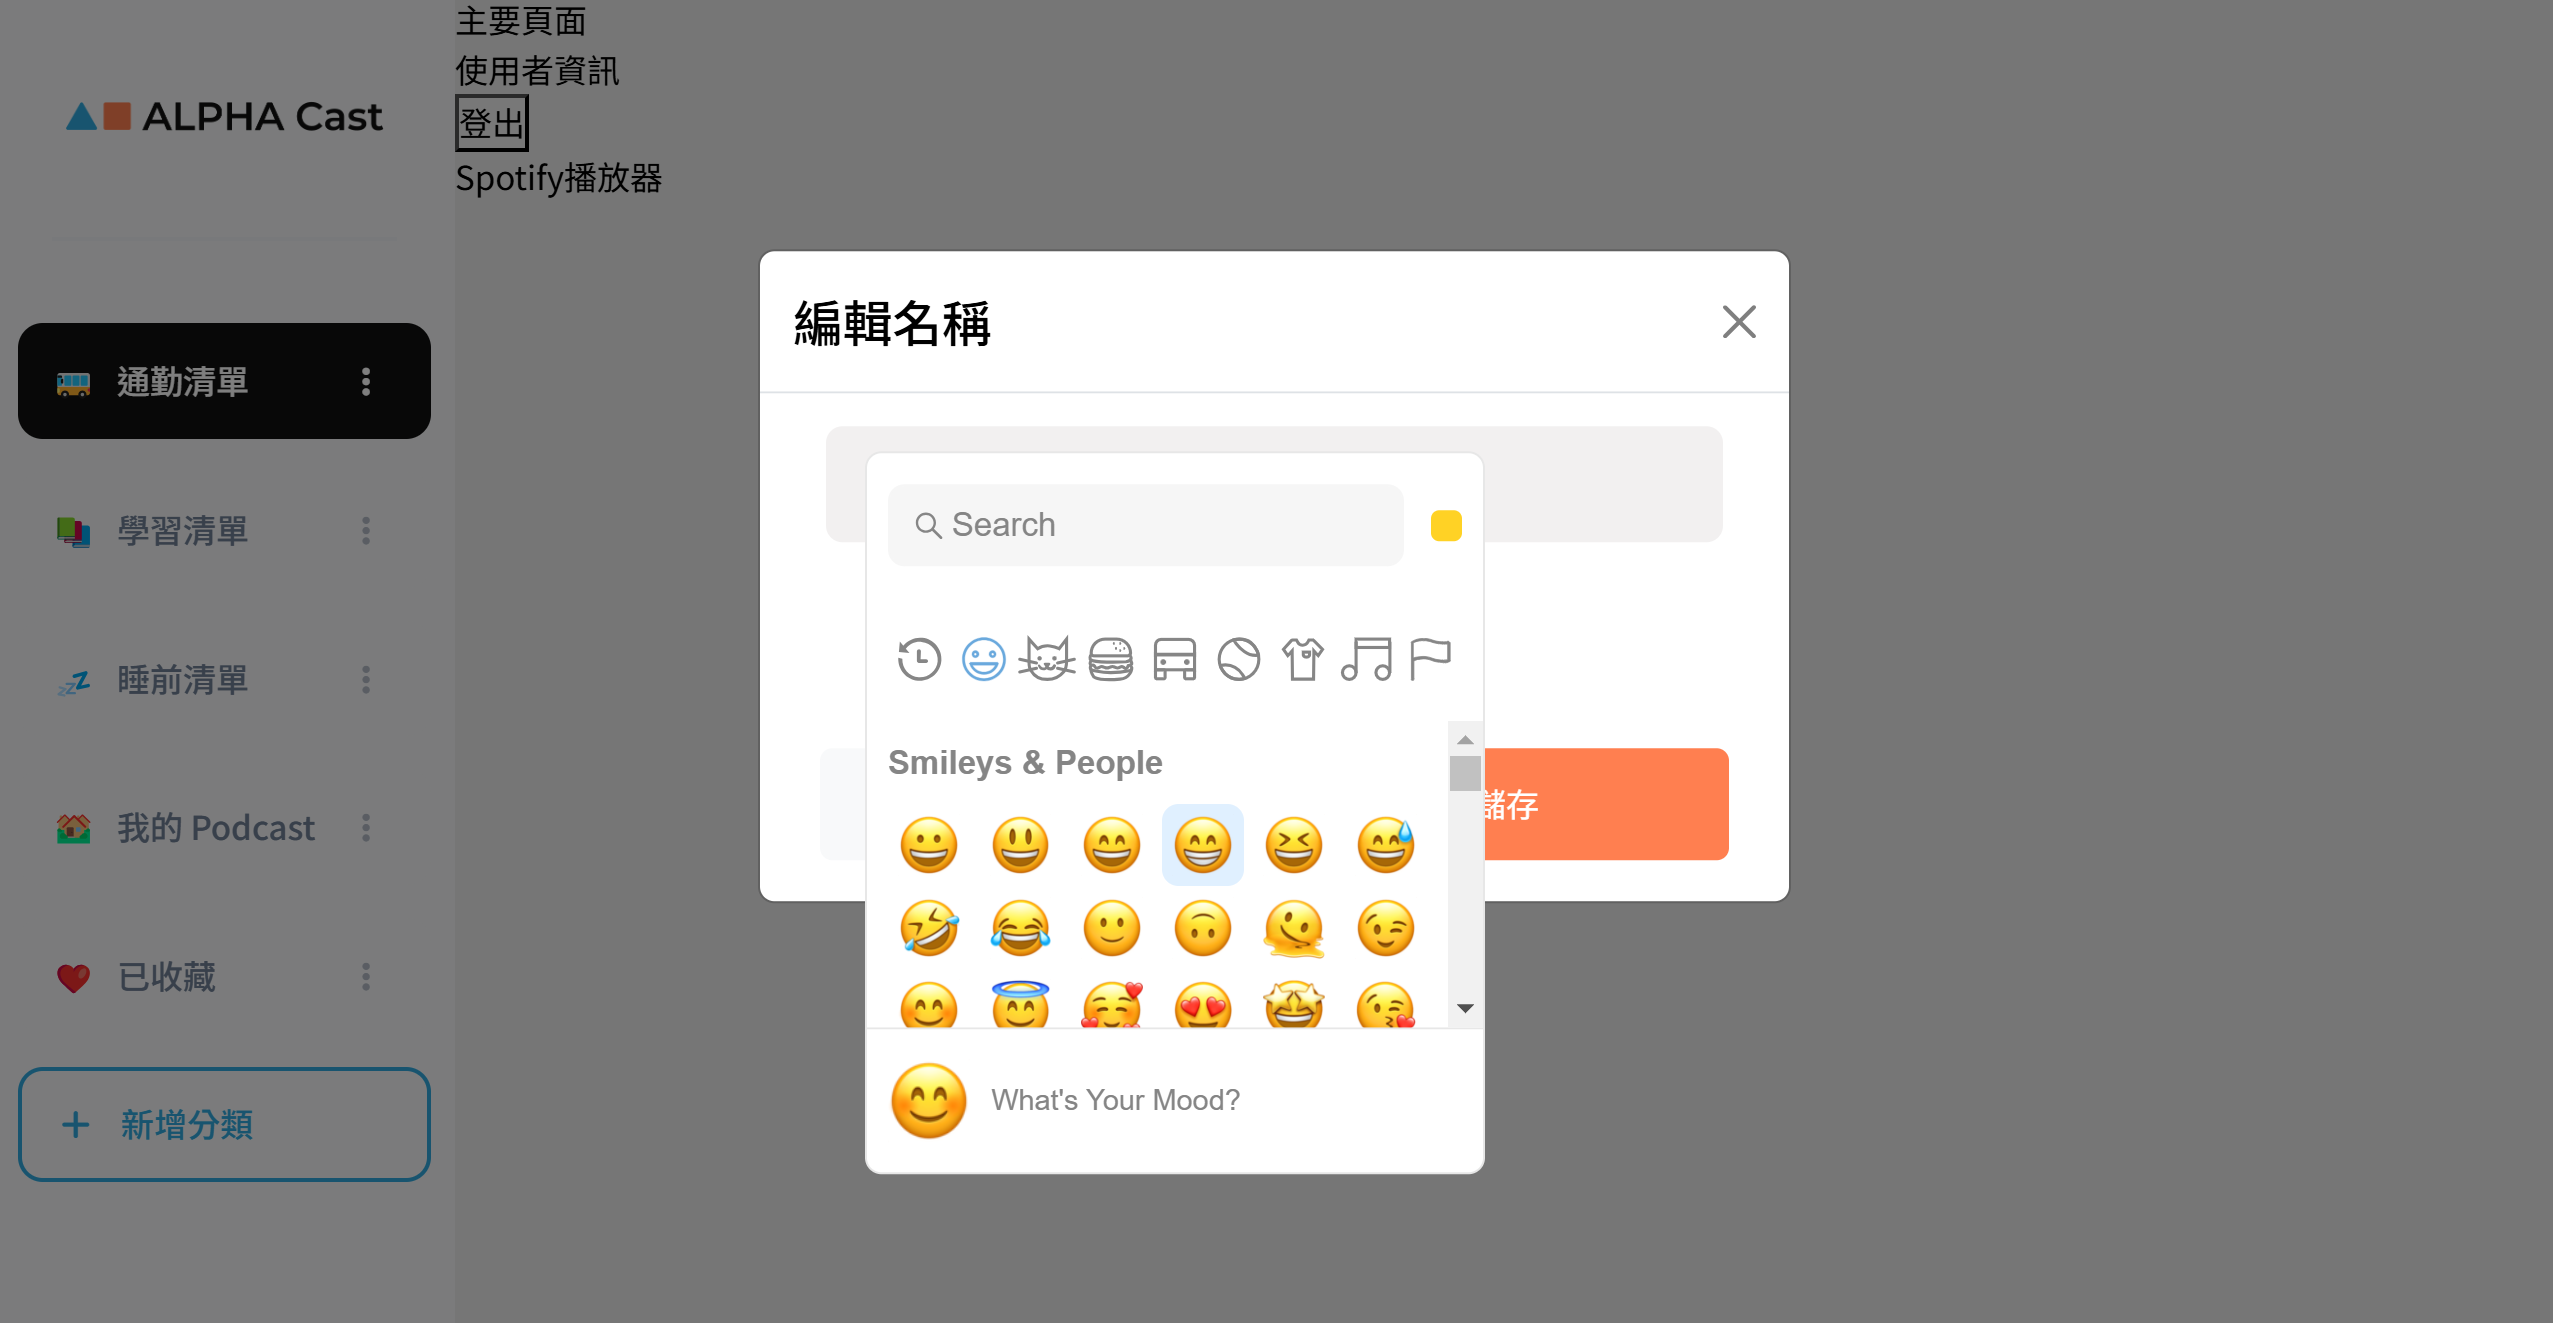 ALPHA Cast
通勤清單
學習清單
睡前清單
我的 Podcast
已收藏
新增分類
主要頁面
使用者資訊
登出
Spotify播放器
編輯名稱
Search
Smileys & People
儲存
What's Your Mood?